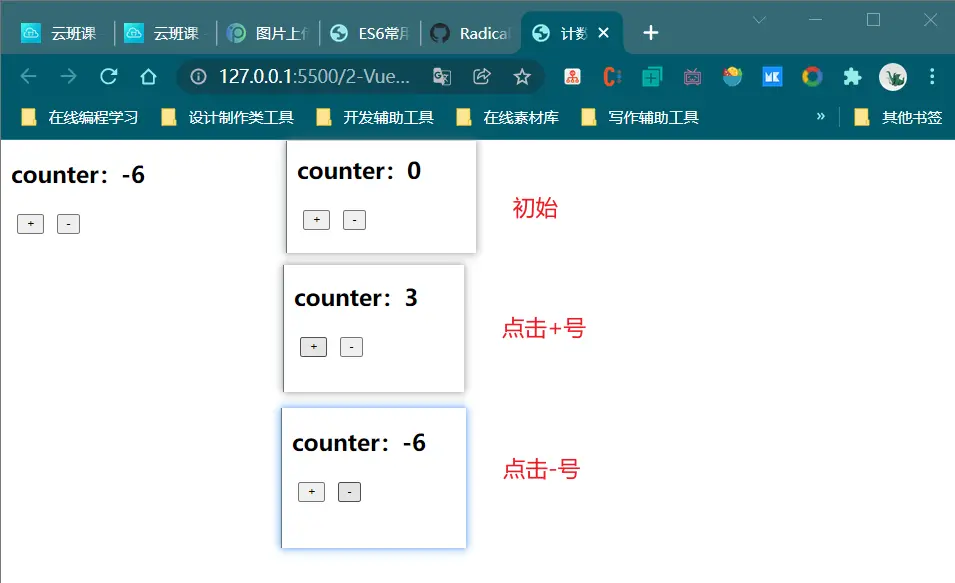 云班课 云班课 图片上传 ES6常用 Radical 计数
127.0.0.1:5500/2-Vue...
在线编程学习 设计制作类工具 开发辅助工具 在线素材库 写作辅助工具 » 其他书签
counter：-6
+ -
counter：0
+ -
初始
counter：3
+ -
点击+号
counter：-6
+ -
点击-号